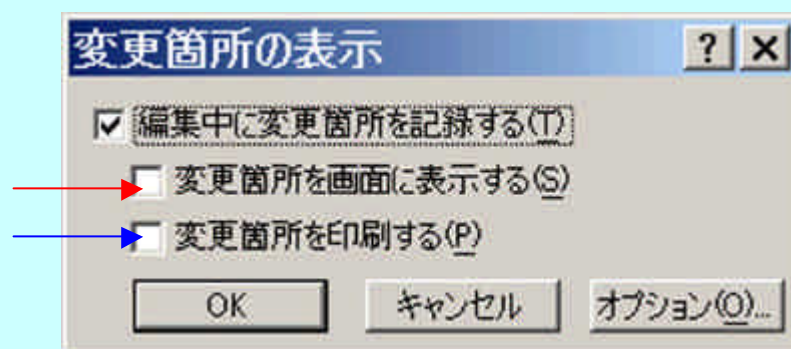 変更箇所の表示 ? ×
編集中に変更箇所を記録する(T)
変更箇所を画面に表示する(S)
変更箇所を印刷する(P)
OK キャンセル オプション(O)...